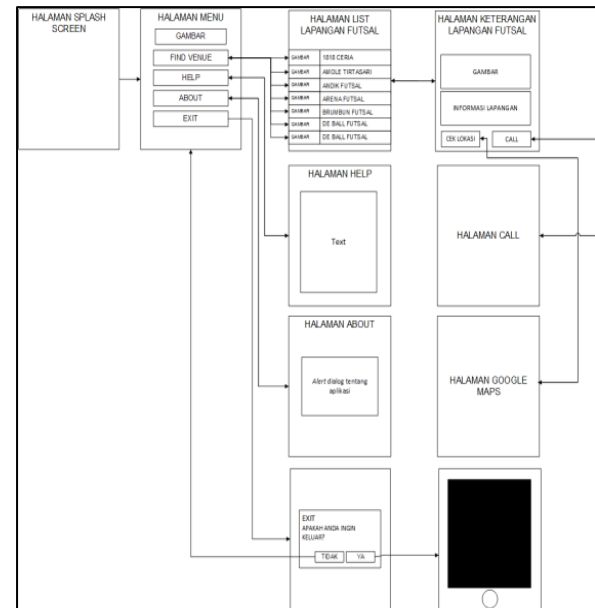 HALAMAN SPLASH
SCREEN
HALAMAN MENU
GAMBAR
FIND VENUE
HELP
ABOUT
EXIT
HALAMAN LIST
LAPANGAN FUTSAL
GAMBAR 1818 CERIA
GAMBAR AMOLE TIRTASARI
GAMBAR ANDIK FUTSAL
GAMBAR ARENA FUTSAL
GAMBAR BRUMBUN FUTSAL
GAMBAR DE BALL FUTSAL
GAMBAR DE BALL FUTSAL
HALAMAN KETERANGAN
LAPANGAN FUTSAL
GAMBAR
INFORMASI LAPANGAN
CEK LOKASI
CALL
HALAMAN HELP
Text
HALAMAN CALL
HALAMAN ABOUT
Alert dialog tentang
aplikasi
HALAMAN GOOGLE
MAPS
EXIT
APAKAH ANDA INGIN
KELUAR?
TIDAK
YA